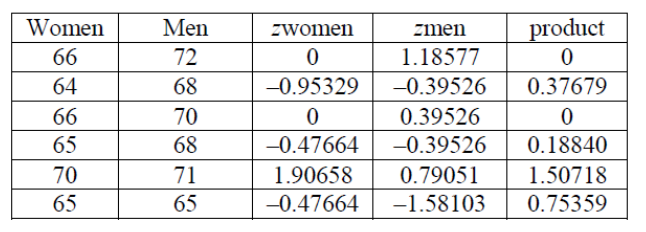 Women Men zwomen zmen product
66 72 0 1.18577 0
64 68 –0.95329 –0.39526 0.37679
66 70 0 0.39526 0
65 68 –0.47664 –0.39526 0.18840
70 71 1.90658 0.79051 1.50718
65 65 –0.47664 –1.58103 0.75359